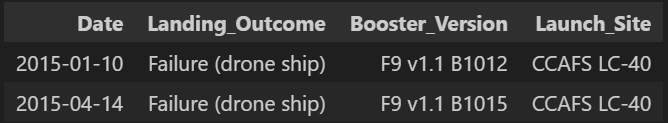 Date Landing_Outcome Booster_Version Launch_Site
2015-01-10 Failure (drone ship) F9 v1.1 B1012 CCAFS LC-40
2015-04-14 Failure (drone ship) F9 v1.1 B1015 CCAFS LC-40